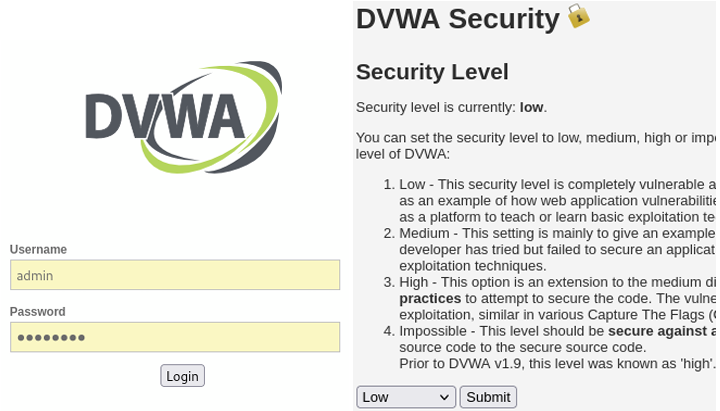 DVWA
Username
admin
Password
Login
DVWA Security
Security Level
Security level is currently: low.
You can set the security level to low, medium, high or
level of DVWA:
1. Low - This security level is completely vulnerable
as an example of how web application
as a platform to teach or learn basic exploitation
2. Medium - This setting is mainly to give an example
developer has tried but failed to secure an
exploitation techniques.
3. High - This option is an extension to the medium
practices to attempt to secure the code. The
exploitation, similar in various Capture The Flags
4. Impossible - This level should be secure against
source code to the secure source code.
Prior to DVWA v1.9, this level was known as 'high'.
Low
Submit